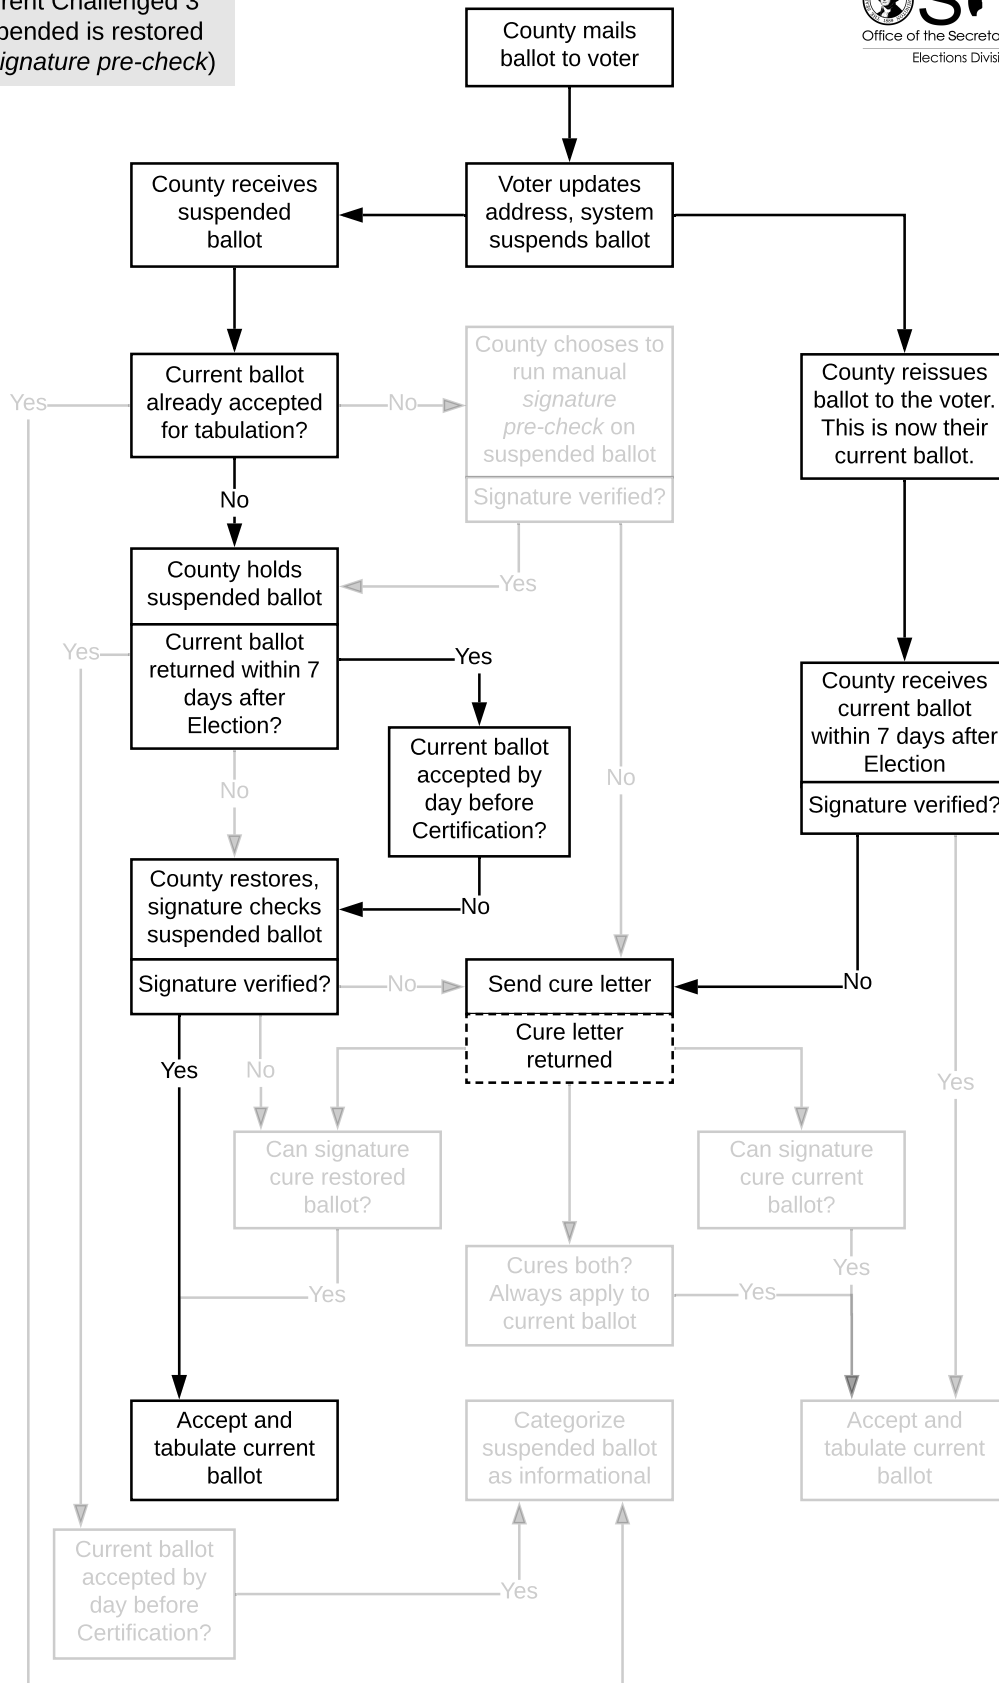 Challenged 3
is restored
pre-check)
S
Office of the
Elections
County mails
ballot to voter
County receives
suspended
ballot
Voter updates
address, system
suspends ballot
Current ballot
already accepted
for tabulation?
Yes
No
County chooses to
run manual
signature
pre-check on
suspended ballot
Signature verified?
County reissues
ballot to the voter.
This is now their
current ballot.
No
County holds
suspended ballot
Yes
Current ballot
returned within 7
days after
Election?
Yes
Yes
Current ballot
accepted by
day before
Certification?
No
County receives
current ballot
within 7 days after
Election
Signature verified?
No
County restores,
signature checks
suspended ballot
Signature verified?
No
No
Send cure letter
Cure letter
returned
No
Yes
No
Yes
Can signature
cure restored
ballot?
Can signature
cure current
ballot?
Yes
Cures both?
Always apply to
current ballot
Yes
Yes
Accept and
tabulate current
ballot
Categorize
suspended ballot
as informational
Accept and
tabulate current
ballot
Current ballot
accepted by
day before
Certification?
Yes